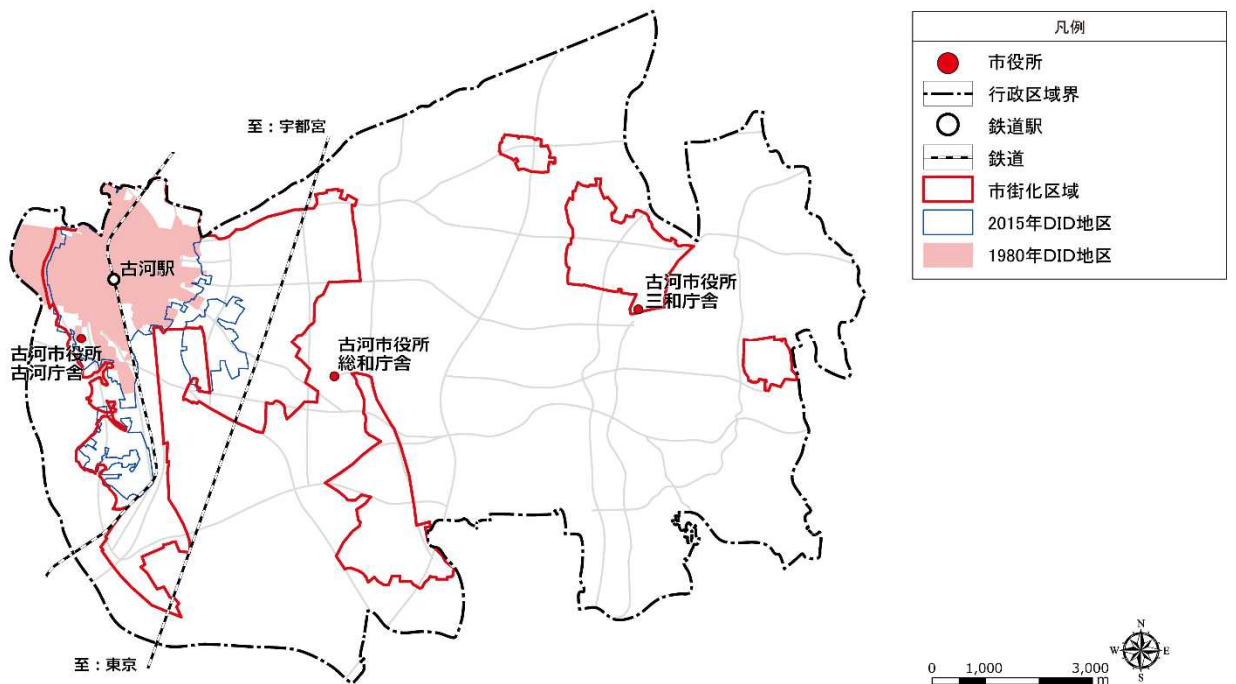 至:宇都宮
古河駅
古河市役所
古河庁舎
古河市役所
総和庁舎
古河市役所
三和庁舎
至:東京
凡例
市役所
行政区域界
鉄道駅
鉄道
市街化区域
2015年DID地区
1980年DID地区
N
W
E
S
0 1,000 3,000
m